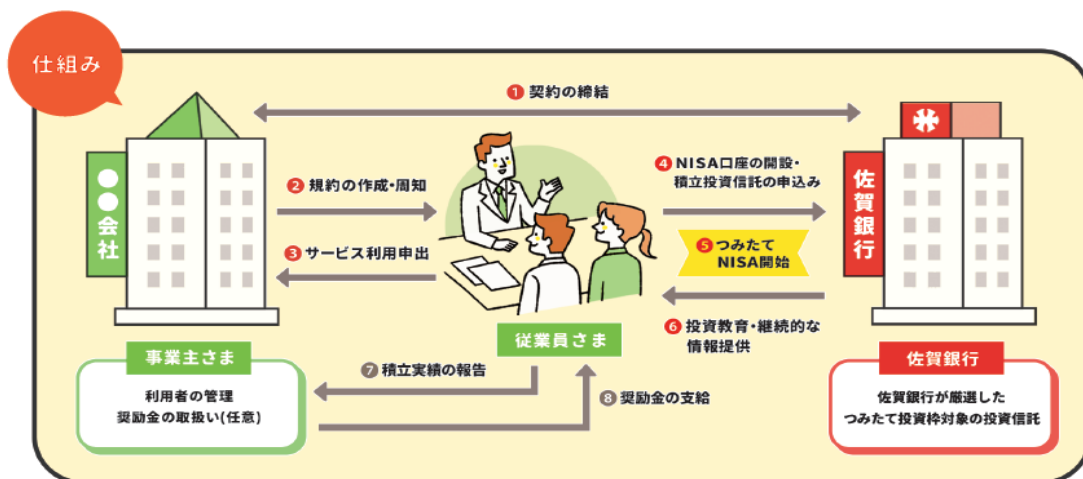 仕組み
❶ 契約の締結
●●会社
❷ 規約の作成・周知
❸ サービス利用申出
❹ NISA口座の開設・
積立投資信託の申込み
❺ つみたて
NISA開始
❻ 投資教育・継続的な
情報提供
佐賀銀行
従業員さま
事業主さま
利用者の管理
奨励金の取扱い(任意)
❼ 積立実績の報告
❽ 奨励金の支給
佐賀銀行
佐賀銀行が厳選した
つみたて投資枠対象の投資信託